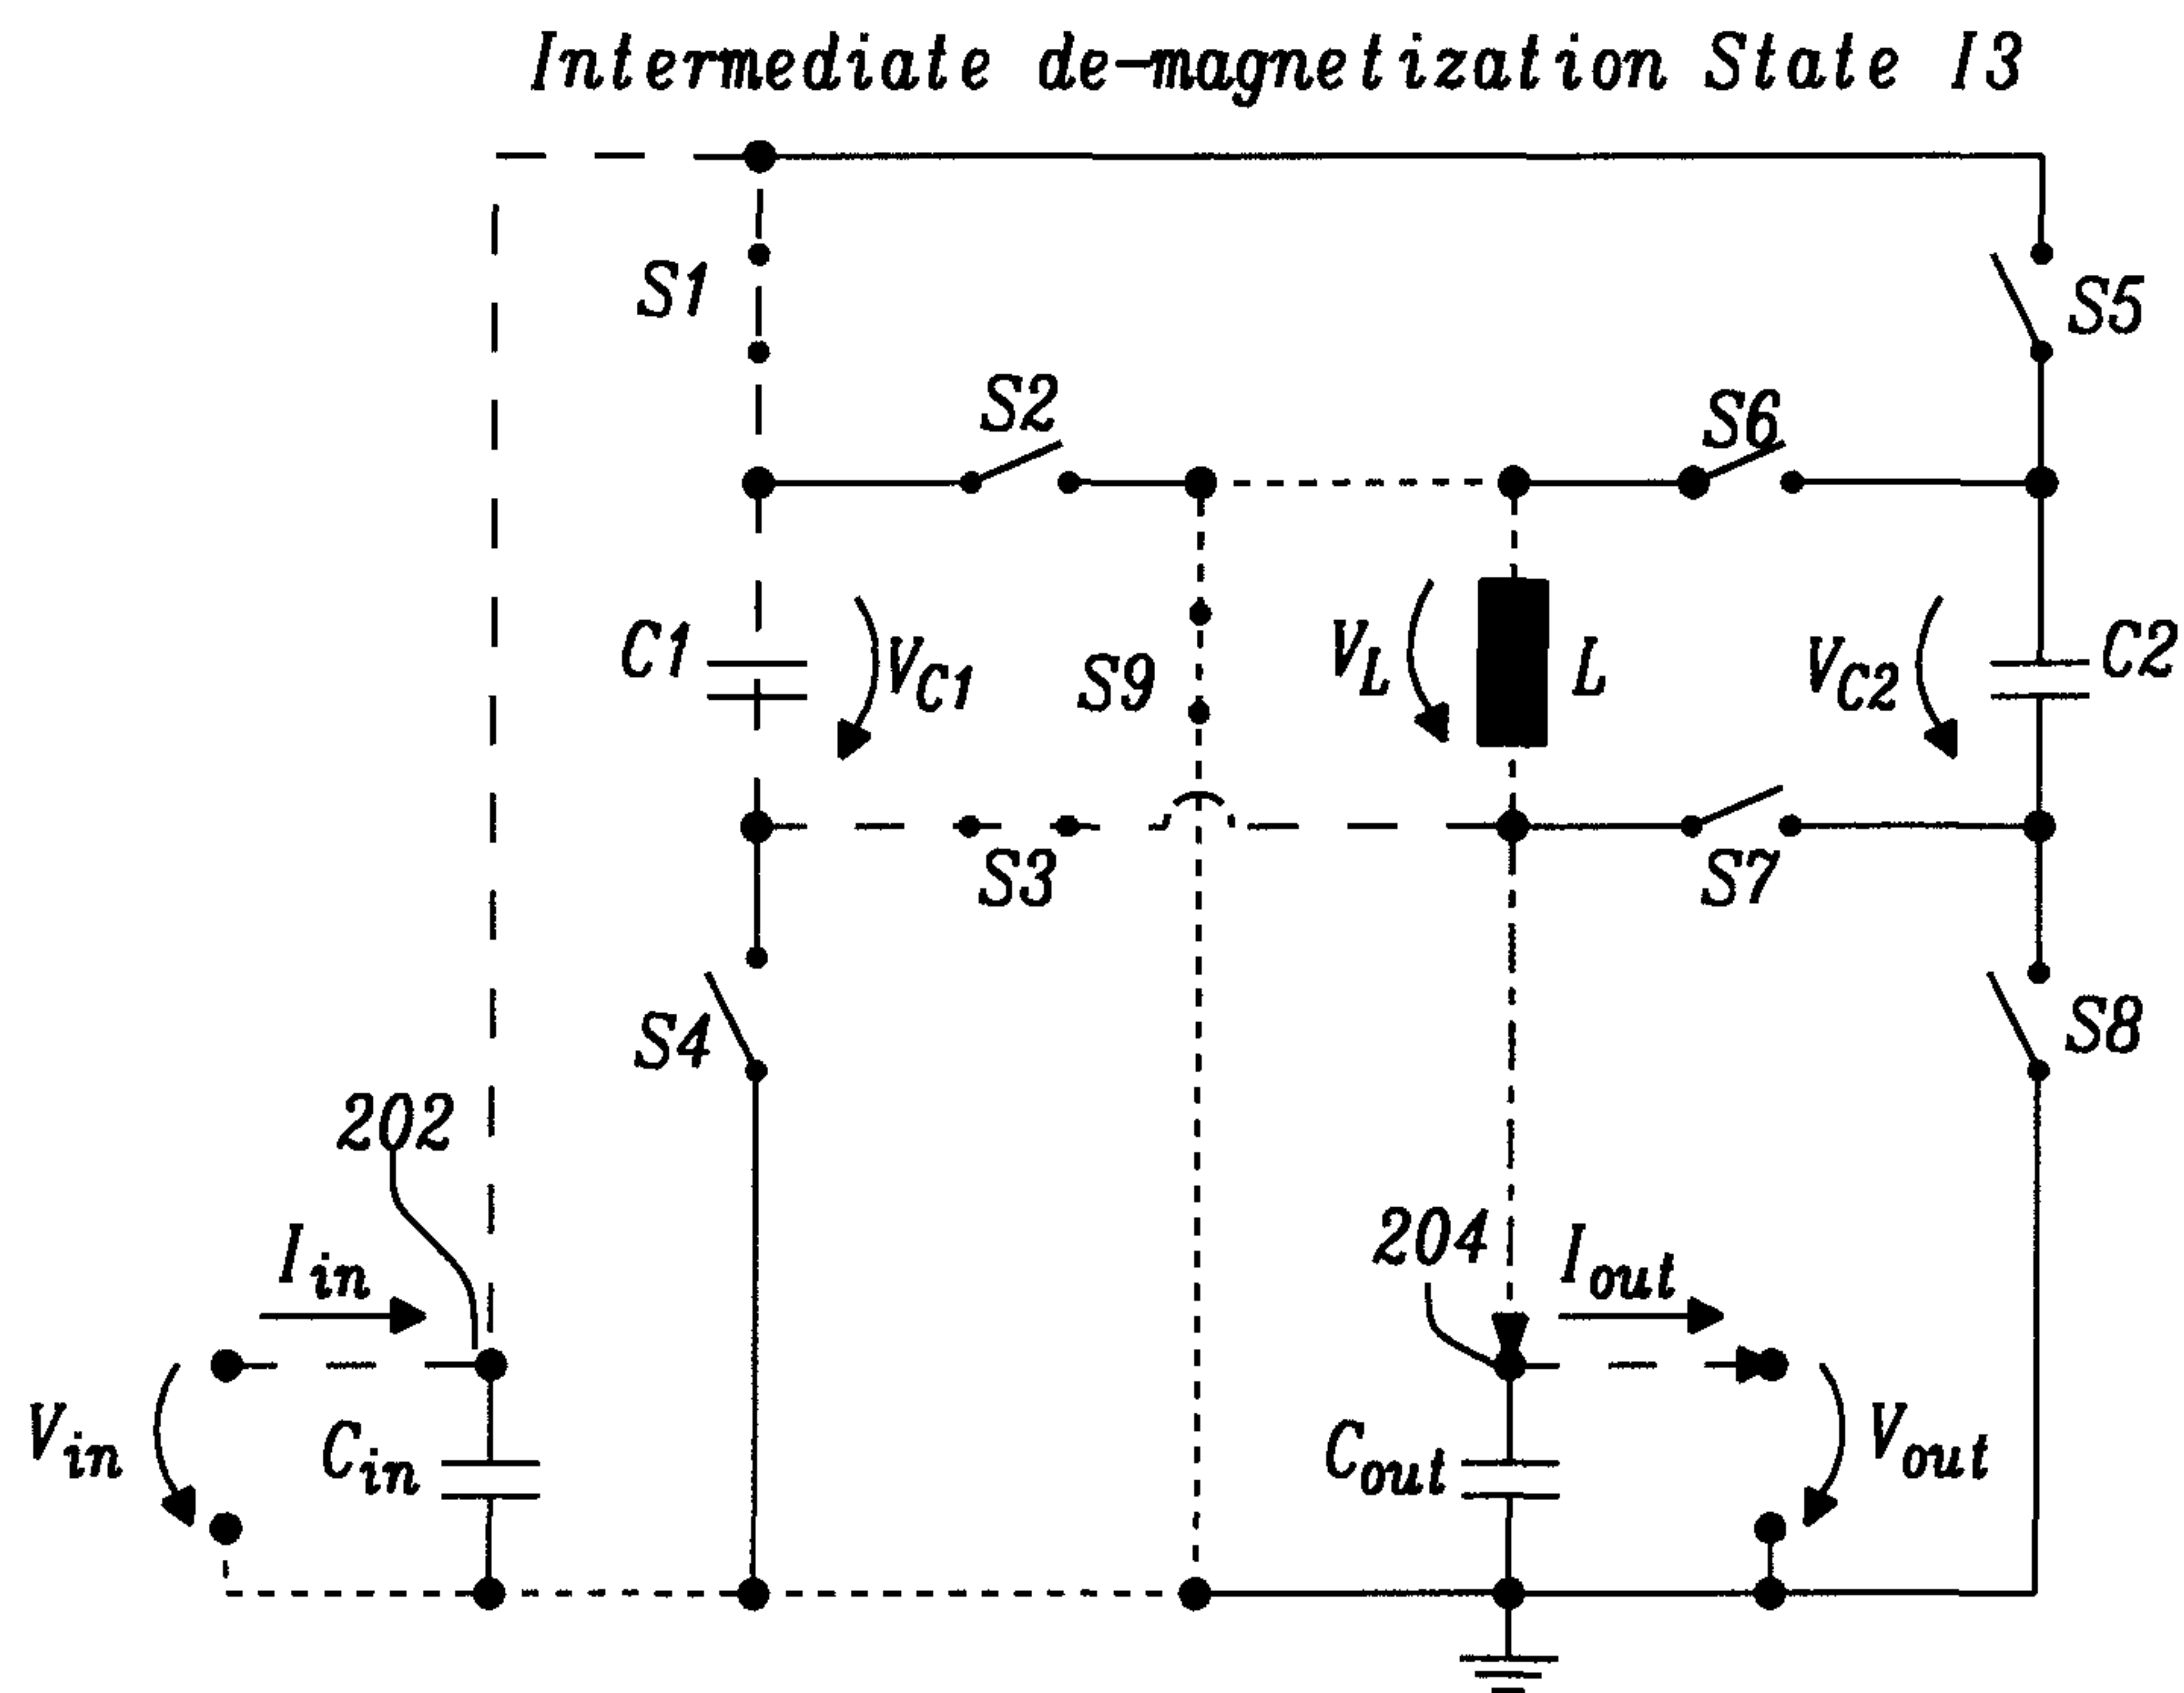 Intermediate de-magnetization State I3
S1
S5
S2
S6
C1
VC1
S9
VL
L
VC2
C2
S3
S7
S4
S8
202
204
Iin
Iout
Vin
Cin
Cout
Vout